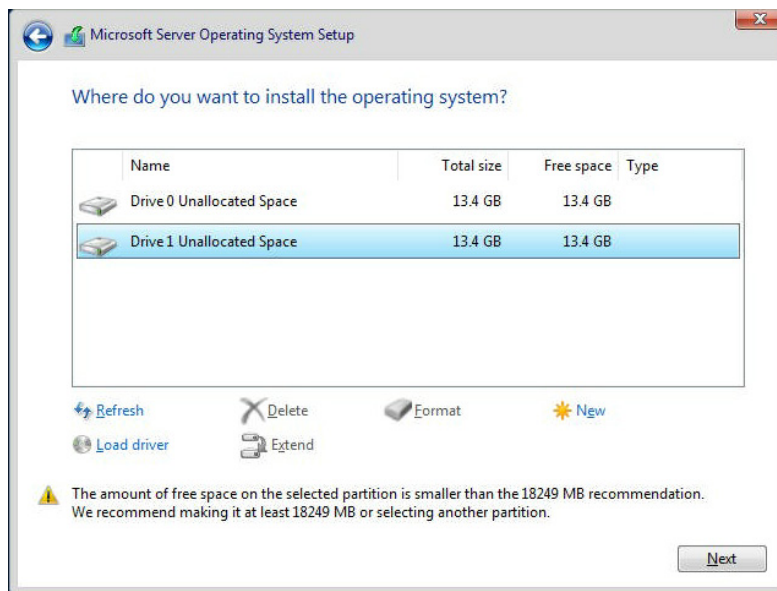 Microsoft Server Operating System Setup
Where do you want to install the operating system?
Name Total size Free space Type
Drive 0 Unallocated Space 13.4 GB 13.4 GB
Drive 1 Unallocated Space 13.4 GB 13.4 GB
Refresh Delete Format New
Load driver Extend
The amount of free space on the selected partition is smaller than the 18249 MB recommendation.
We recommend making it at least 18249 MB or selecting another partition.
Next